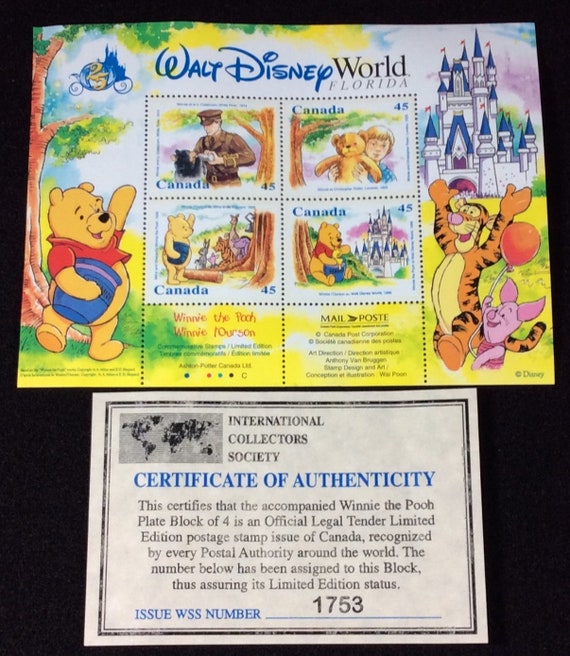 25
WALT DISNEY World
FLORIDA
Canada 45
Canada
45
Canada
45
Canada
45
Winnie the Pooh
Winnie l'Ourson
Commemorative Stamps / Limited Edition
Timbres commémoratifs / Édition limitée
Ashton-Potter Canada Ltd.
C
MAIL POSTE
© Canada Post Corporation
© Société canadienne des postes
Art Direction / Direction artistique
Anthony Van Bruggen
Stamp Design and Art /
Conception et illustration : Wai Poon
© Disney
INTERNATIONAL
COLLECTORS
SOCIETY
CERTIFICATE OF AUTHENTICITY
This certifies that the accompanied Winnie the Pooh
Plate Block of 4 is an Official Legal Tender Limited
Edition postage stamp issue of Canada, recognized
by every Postal Authority around the world. The
number below has been assigned to this Block,
thus assuring its Limited Edition status.
ISSUE WSS NUMBER 1753